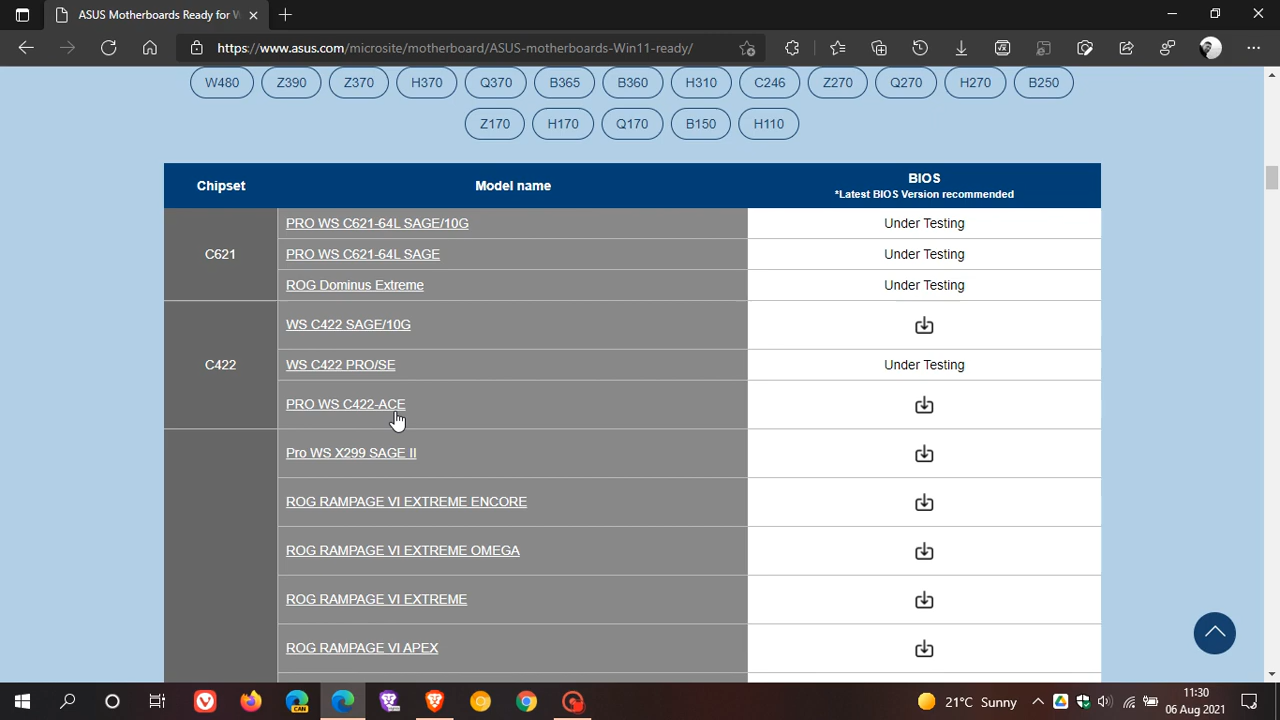 ASUS Motherboards Ready for W
https://www.asus.com/microsite/motherboard/ASUS-motherboards-Win11-ready/
W480 Z390 Z370 H370 Q370 B365 B360 H310 C246 Z270 Q270 H270 B250
Z170 H170 Q170 B150 H110
Chipset Model name BIOS
*Latest BIOS Version recommended
C621
PRO WS C621-64L SAGE/10G Under Testing
PRO WS C621-64L SAGE Under Testing
ROG Dominus Extreme Under Testing
C422
WS C422 SAGE/10G
WS C422 PRO/SE Under Testing
PRO WS C422-ACE
Pro WS X299 SAGE II
ROG RAMPAGE VI EXTREME ENCORE
ROG RAMPAGE VI EXTREME OMEGA
ROG RAMPAGE VI EXTREME
ROG RAMPAGE VI APEX
CAN
21°C Sunny
11:30
06 Aug 2021